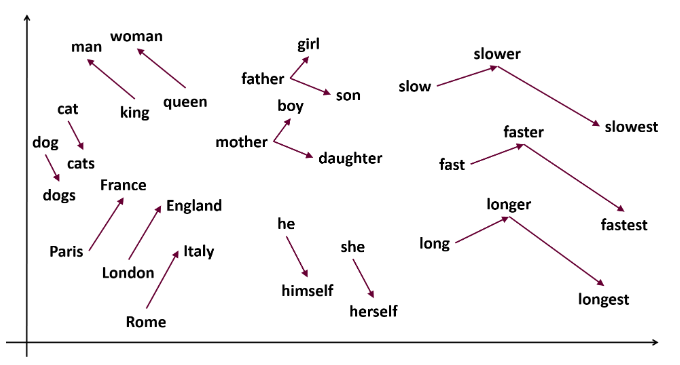 man
woman
king
queen
cat
cats
dog
dogs
France
England
Italy
Paris
London
Rome
girl
father
son
boy
mother
daughter
he
himself
she
herself
slower
slow
slowest
faster
fast
fastest
longer
long
longest